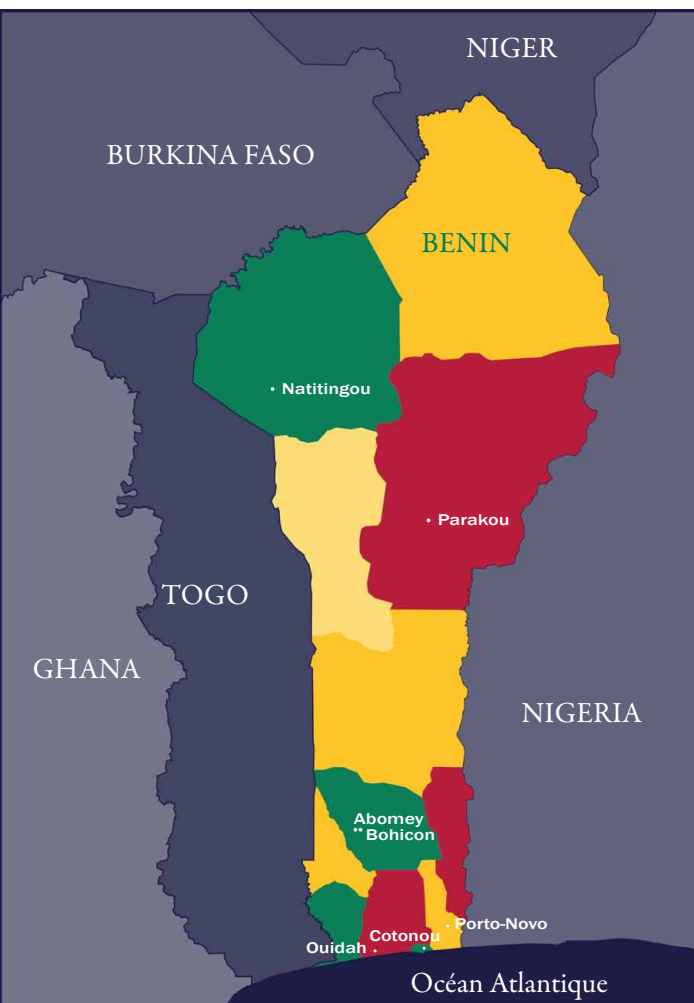 NIGER
BURKINA FASO
BENIN
Natitingou
Parakou
TOGO
GHANA
NIGERIA
Abomey
Bohicon
Porto-Novo
Cotonou
Ouidah
Océan Atlantique